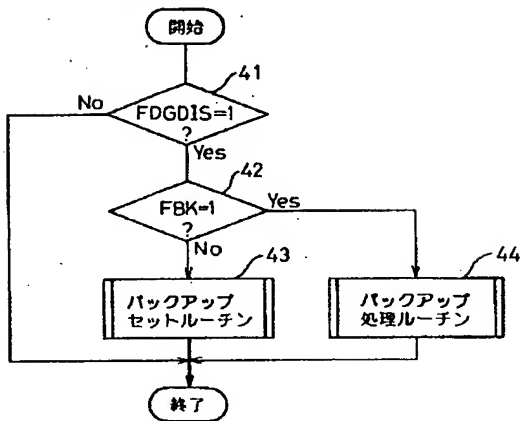 開始
41
No
FDGDIS=1
?
Yes
42
FBK=1
Yes
?
No
43
44
バックアップ
セットルーチン
バックアップ
処理ルーチン
終了